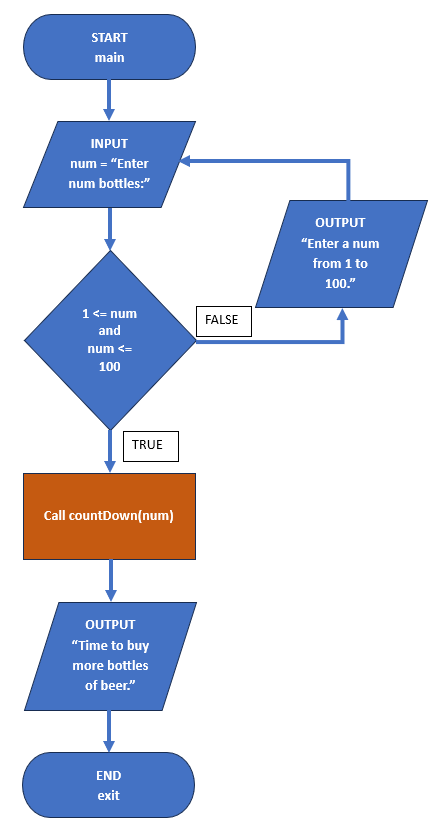 START
main
INPUT
num = “Enter
num bottles:”
OUTPUT
“Enter a num
from 1 to
100.”
1 <= num
and
num <=
100
FALSE
TRUE
Call countDown(num)
OUTPUT
“Time to buy
more bottles
of beer.”
END
exit